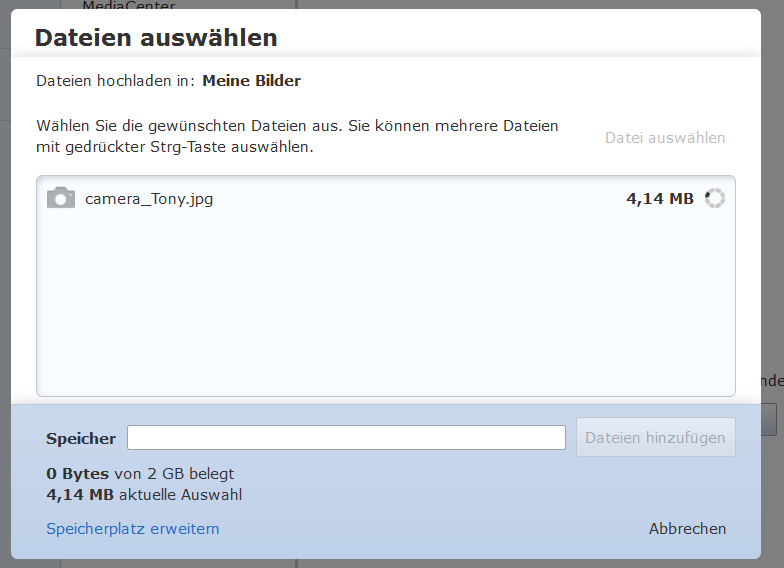 MediaCenter
Dateien auswählen
Dateien hochladen in: Meine Bilder
Wählen Sie die gewünschten Dateien aus. Sie können mehrere Dateien
mit gedrückter Strg-Taste auswählen.
Datei auswählen
camera_Tony.jpg 4,14 MB
Speicher
Dateien hinzufügen
0 Bytes von 2 GB belegt
4,14 MB aktuelle Auswahl
Speicherplatz erweitern
Abbrechen